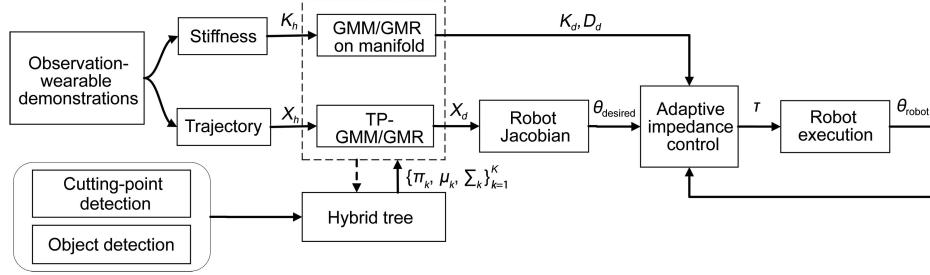 Observation-
wearable
demonstrations
Stiffness
Trajectory
K_h
X_h
GMM/GMR
on manifold
TP-
GMM/GMR
K_d, D_d
X_d
Robot
Jacobian
θ_desired
Adaptive
impedance
control
τ
Robot
execution
θ_robot
Cutting-point
detection
Object detection
Hybrid tree
{π_k, μ_k, ∑_k}_{k=1}^K